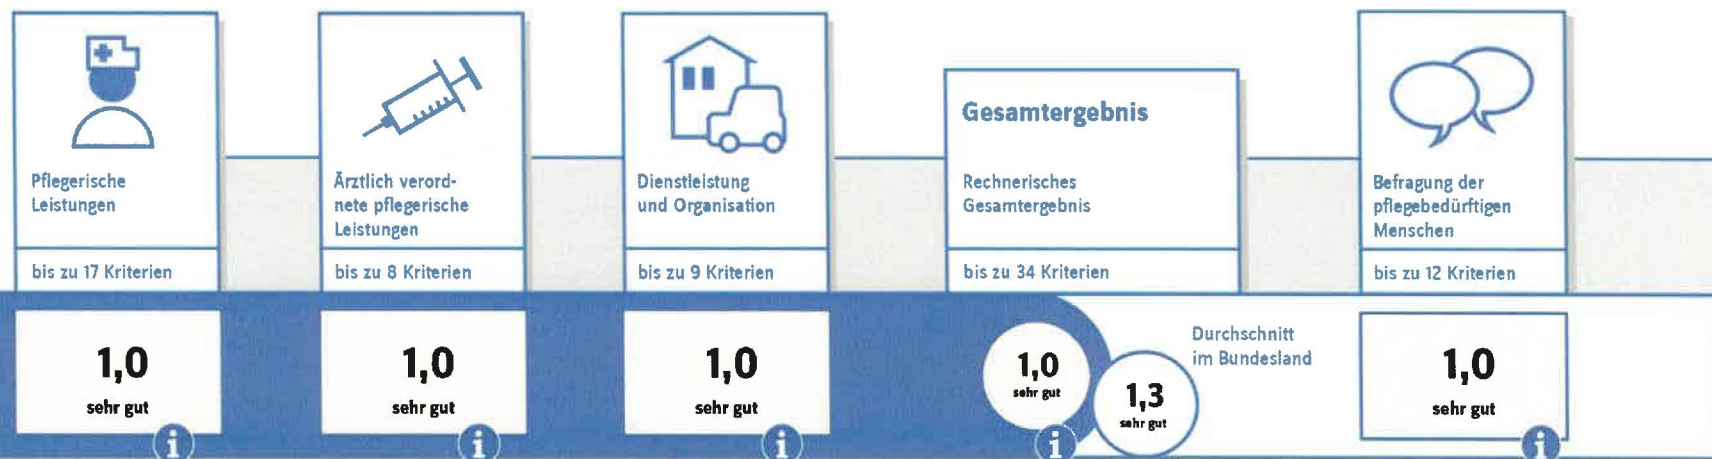 Pflegerische
Leistungen
bis zu 17 Kriterien
1,0
sehr gut
i
Ärztlich verord-
nete pflegerische
Leistungen
bis zu 8 Kriterien
1,0
sehr gut
i
Dienstleistung
und Organisation
bis zu 9 Kriterien
1,0
sehr gut
i
Gesamtergebnis
Rechnerisches
Gesamtergebnis
bis zu 34 Kriterien
1,0
sehr gut
i
1,3
sehr gut
Durchschnitt
im Bundesland
Befragung der
pflegebedürftigen
Menschen
bis zu 12 Kriterien
1,0
sehr gut
i